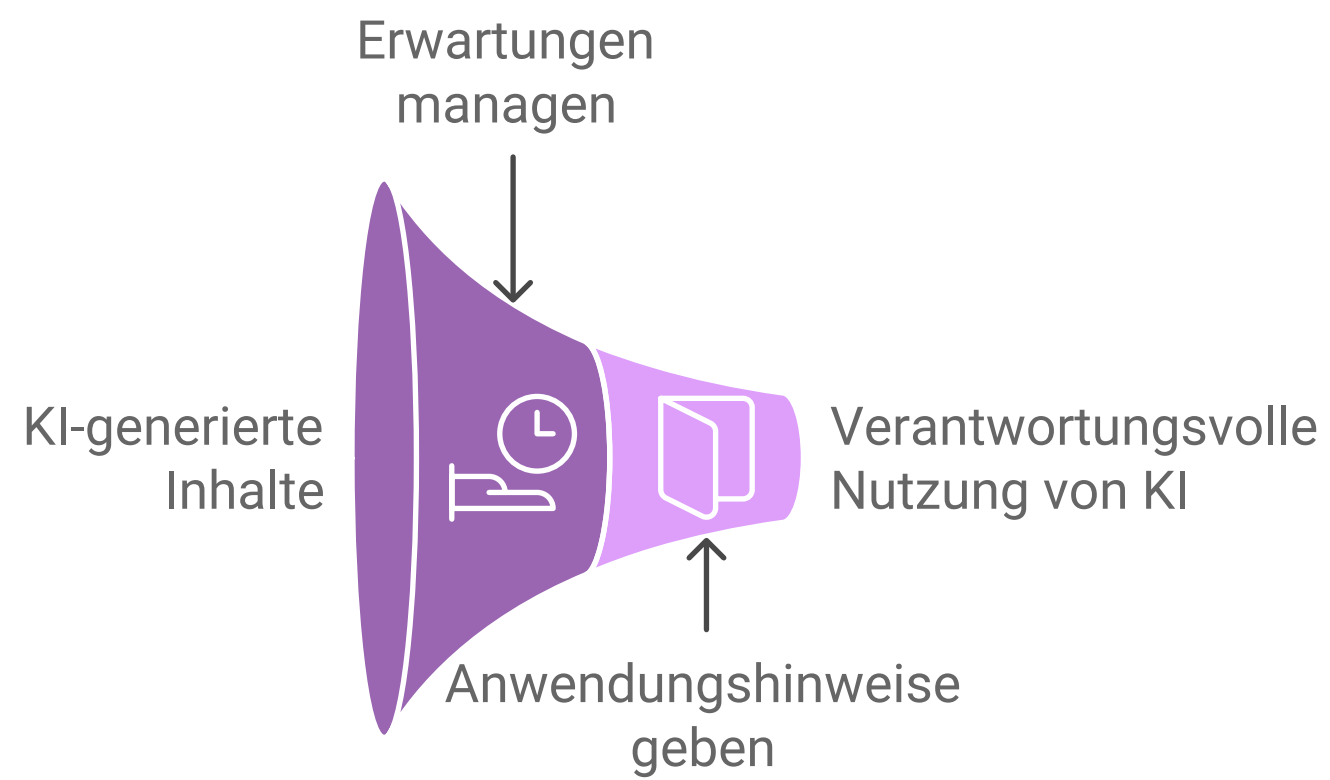 Erwartungen
managen
KI-generierte
Inhalte
Verantwortungsvolle
Nutzung von KI
Anwendungshinweise
geben